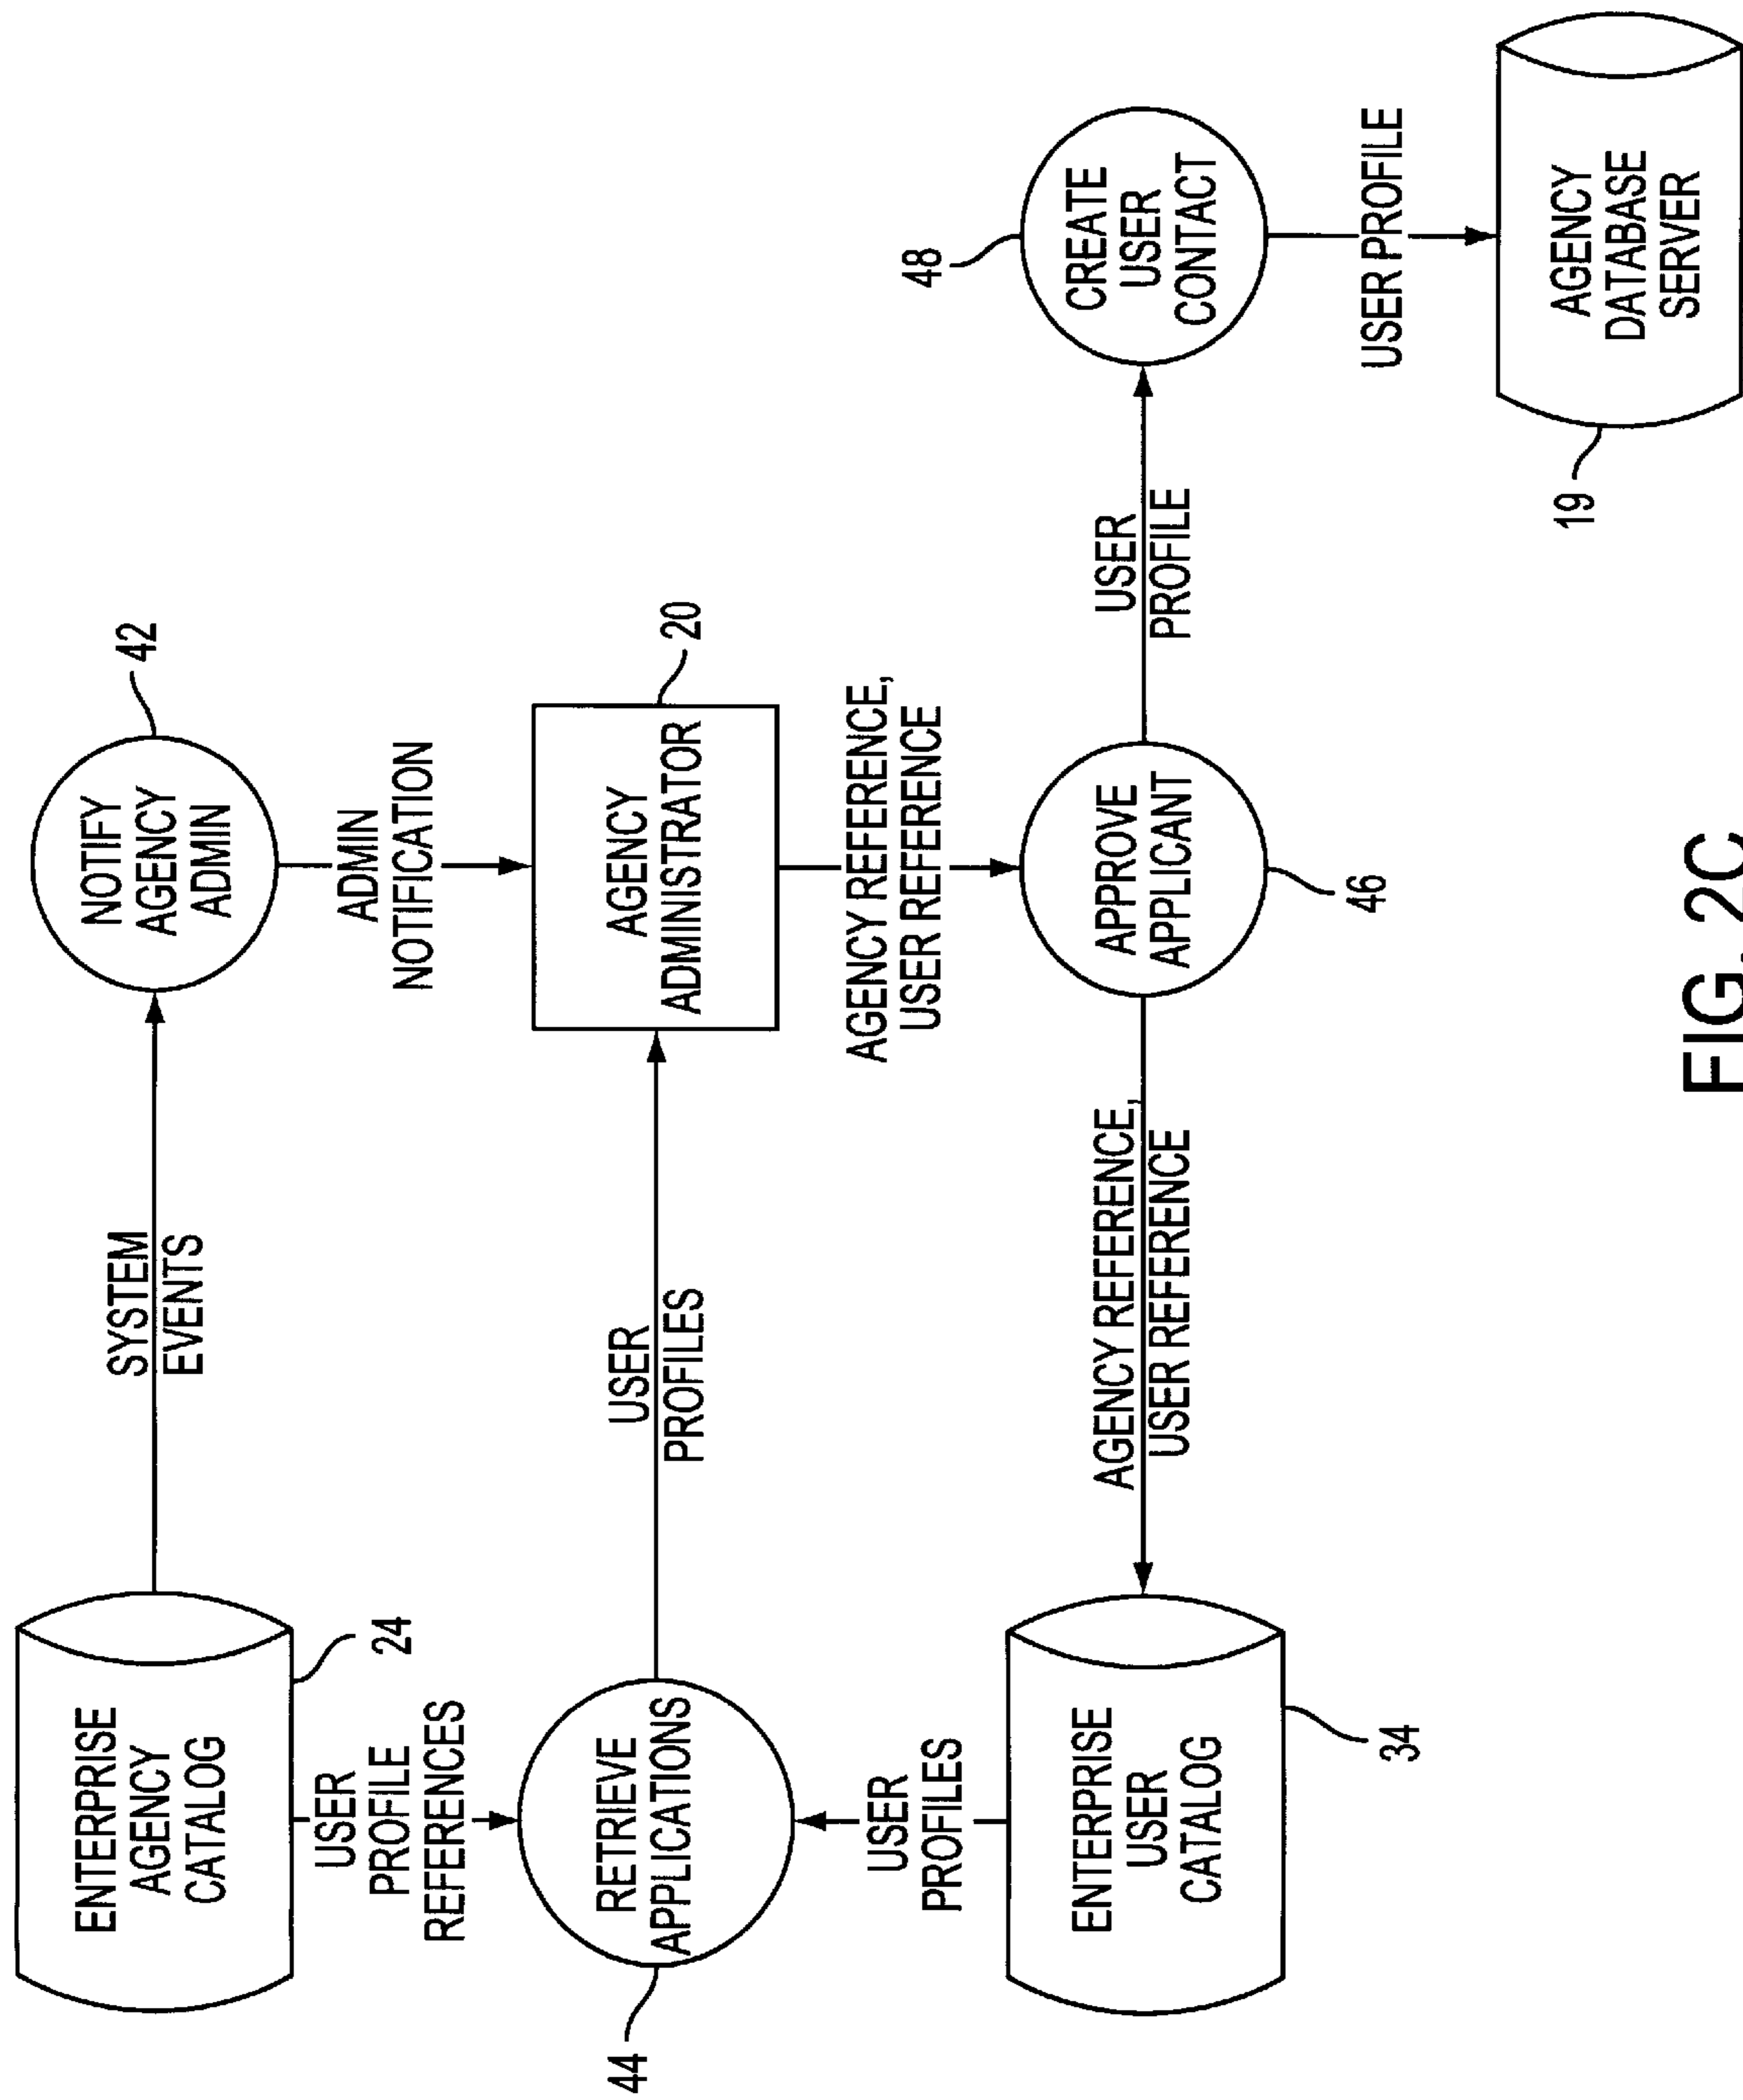 ENTERPRISE
AGENCY
CATALOG
24
SYSTEM
EVENTS
NOTIFY
AGENCY
ADMIN
42
USER
PROFILE
REFERENCES
ADMIN
NOTIFICATION
44
RETRIEVE
APPLICATIONS
USER
PROFILES
AGENCY
ADMINISTRATOR
20
USER
PROFILES
AGENCY REFERENCE,
USER REFERENCE
ENTERPRISE
USER
CATALOG
34
AGENCY REFERENCE,
USER REFERENCE
APPROVE
APPLICANT
46
USER
PROFILE
CREATE
USER
CONTACT
48
USER PROFILE
AGENCY
DATABASE
SERVER
19
FIG. 2C